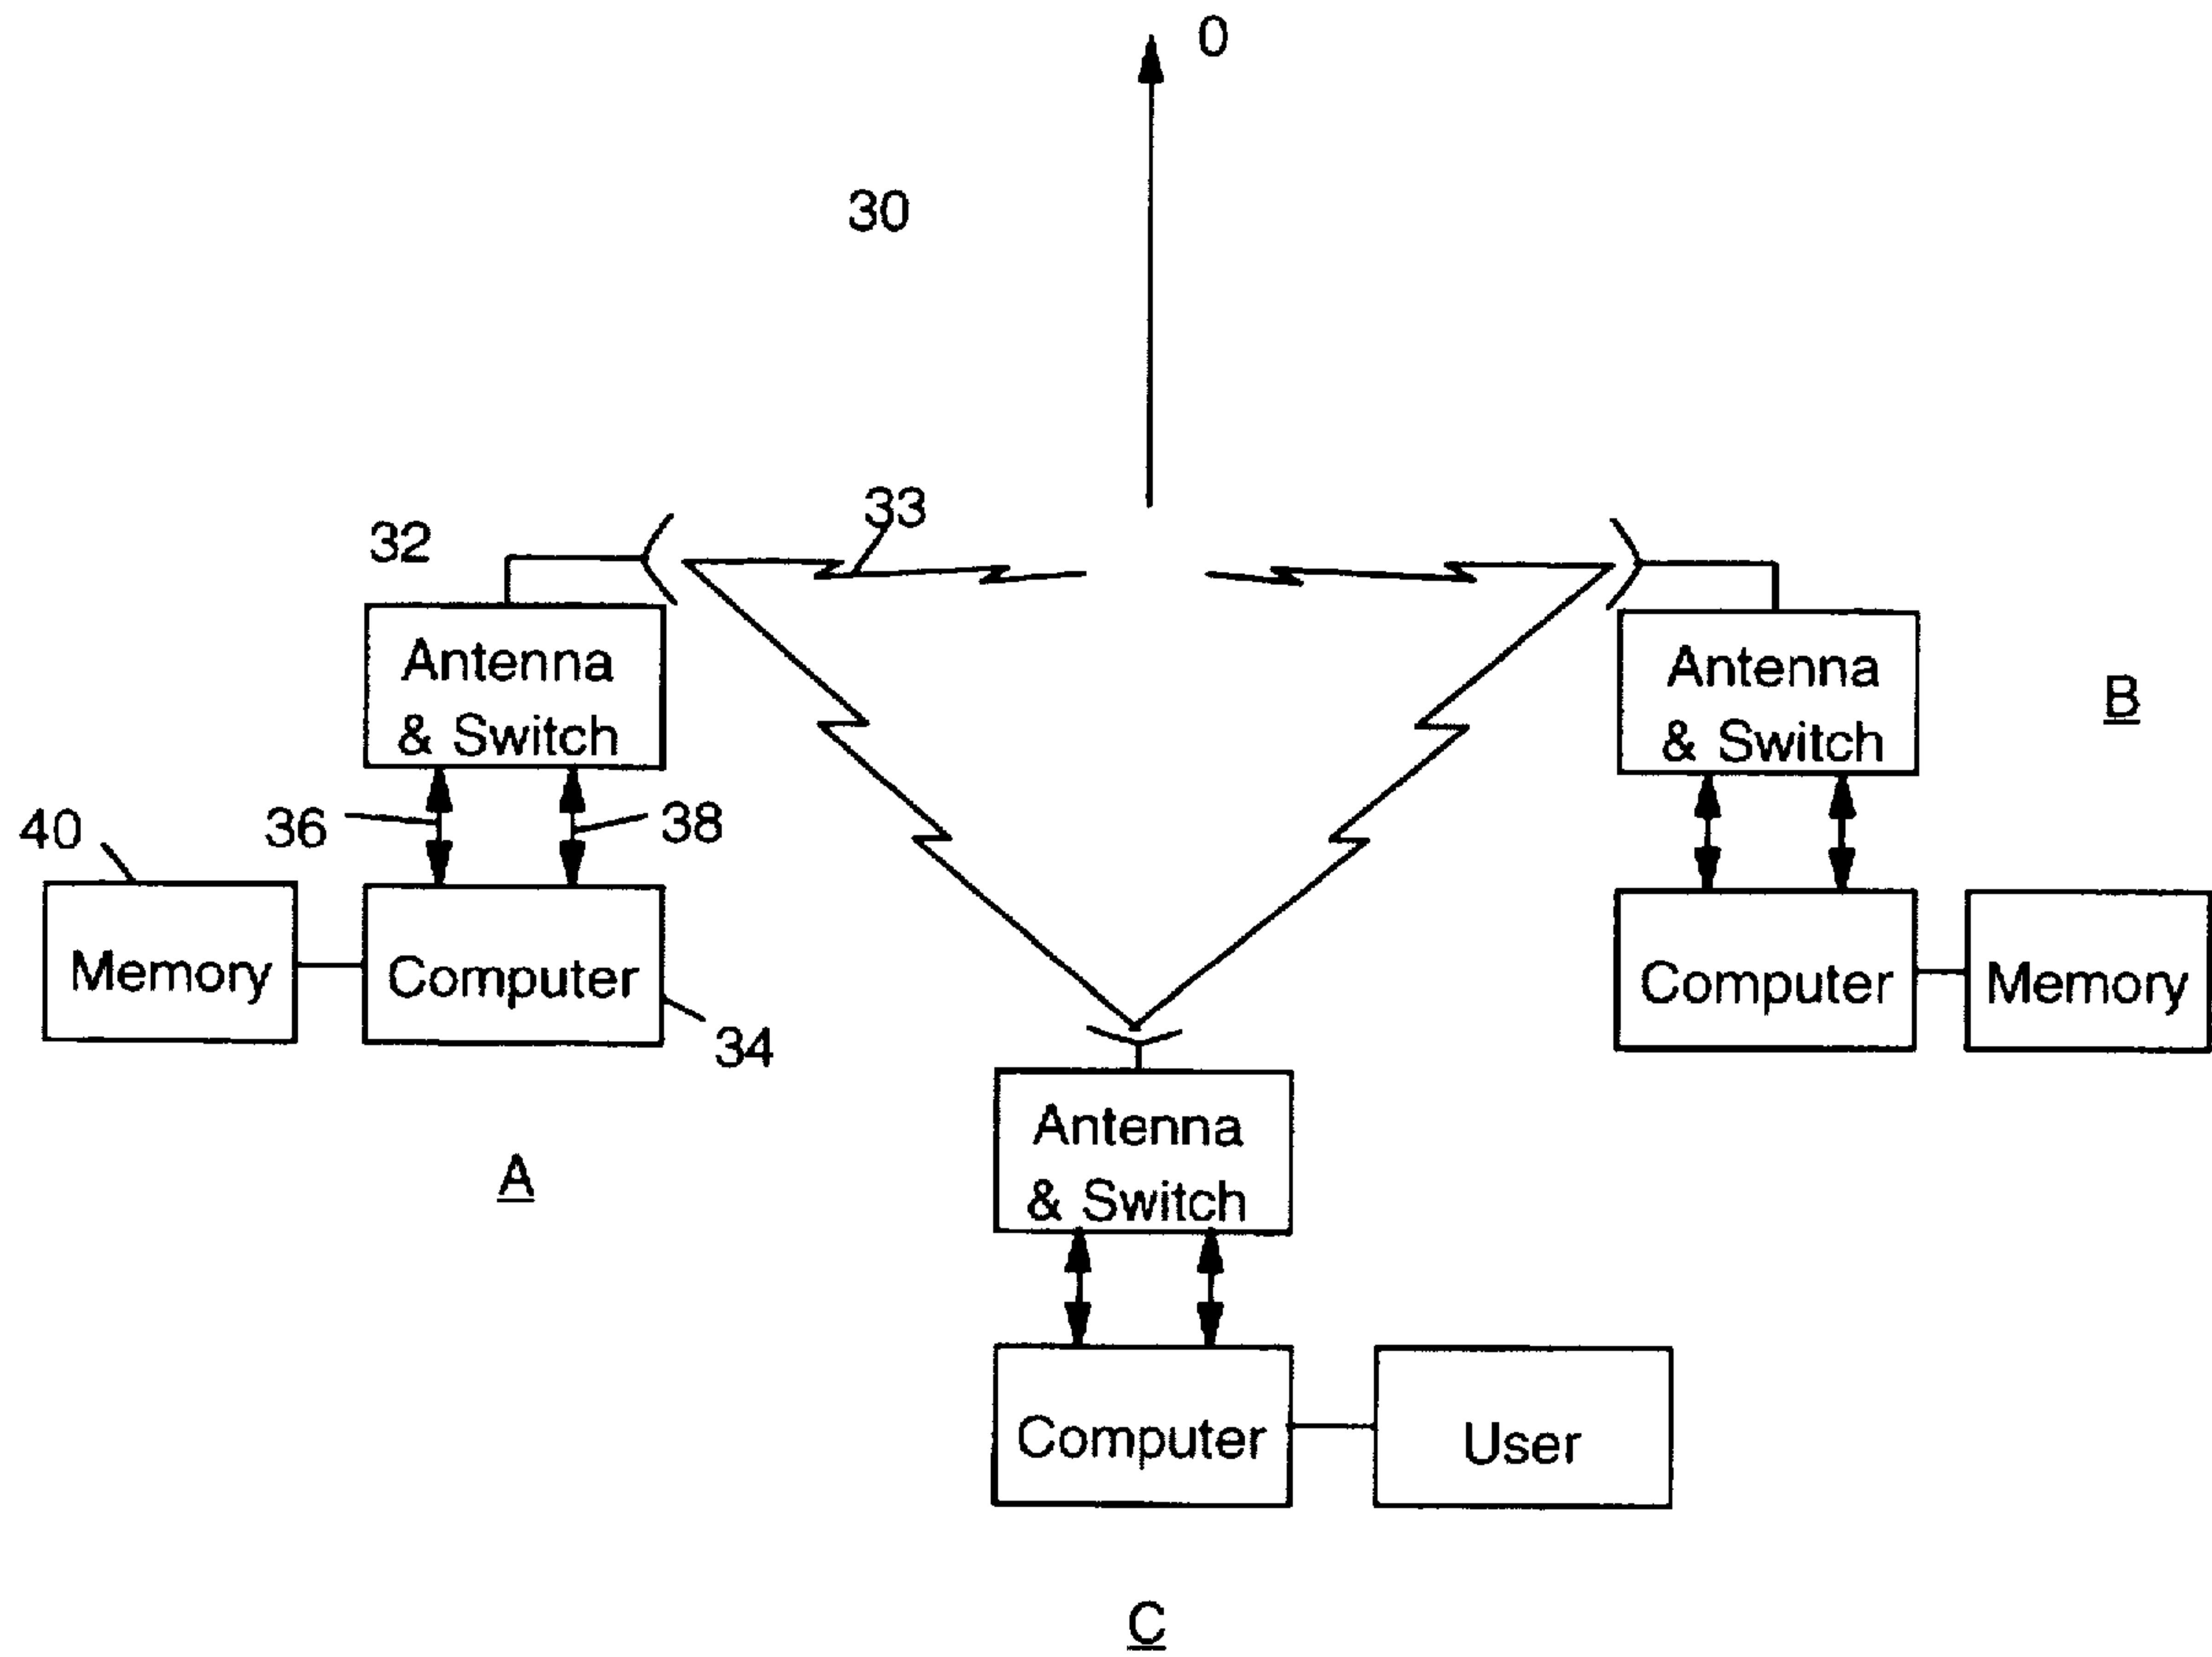 0
30
33
32
Antenna
& Switch
Antenna
& Switch
B
40
36
38
Memory
Computer
34
Computer
Memory
Antenna
& Switch
A
Computer
User
C